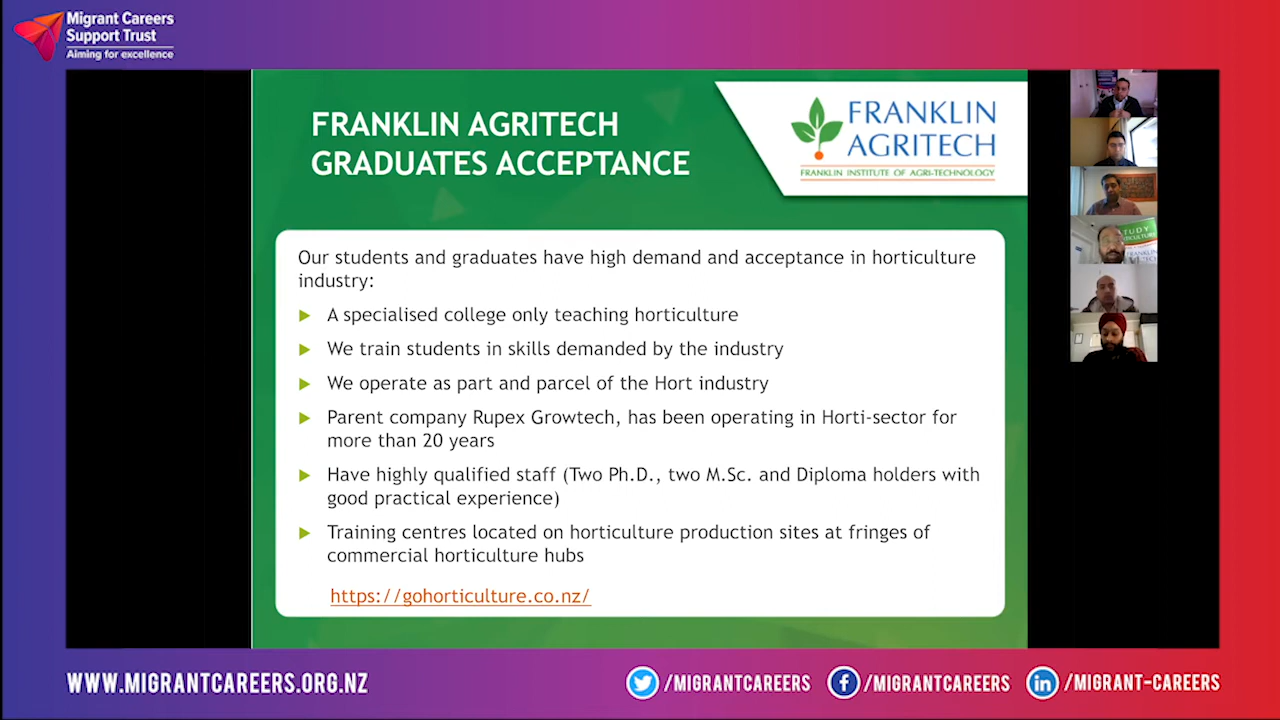 Migrant Careers
Support Trust
Aiming for excellence
FRANKLIN AGRITECH
GRADUATES ACCEPTANCE
FRANKLIN
AGRITECH
FRANKLIN INSTITUTE OF AGRI-TECHNOLOGY
Our students and graduates have high demand and acceptance in horticulture
industry:
A specialised college only teaching horticulture
We train students in skills demanded by the industry
We operate as part and parcel of the Hort industry
Parent company Rupex Growtech, has been operating in Horti-sector for
more than 20 years
Have highly qualified staff (Two Ph.D., two M.Sc. and Diploma holders with
good practical experience)
Training centres located on horticulture production sites at fringes of
commercial horticulture hubs
https://gohorticulture.co.nz/
WWW.MIGRANTCAREERS.ORG.NZ
/MIGRANTCAREERS
/MIGRANTCAREERS
/MIGRANT-CAREERS